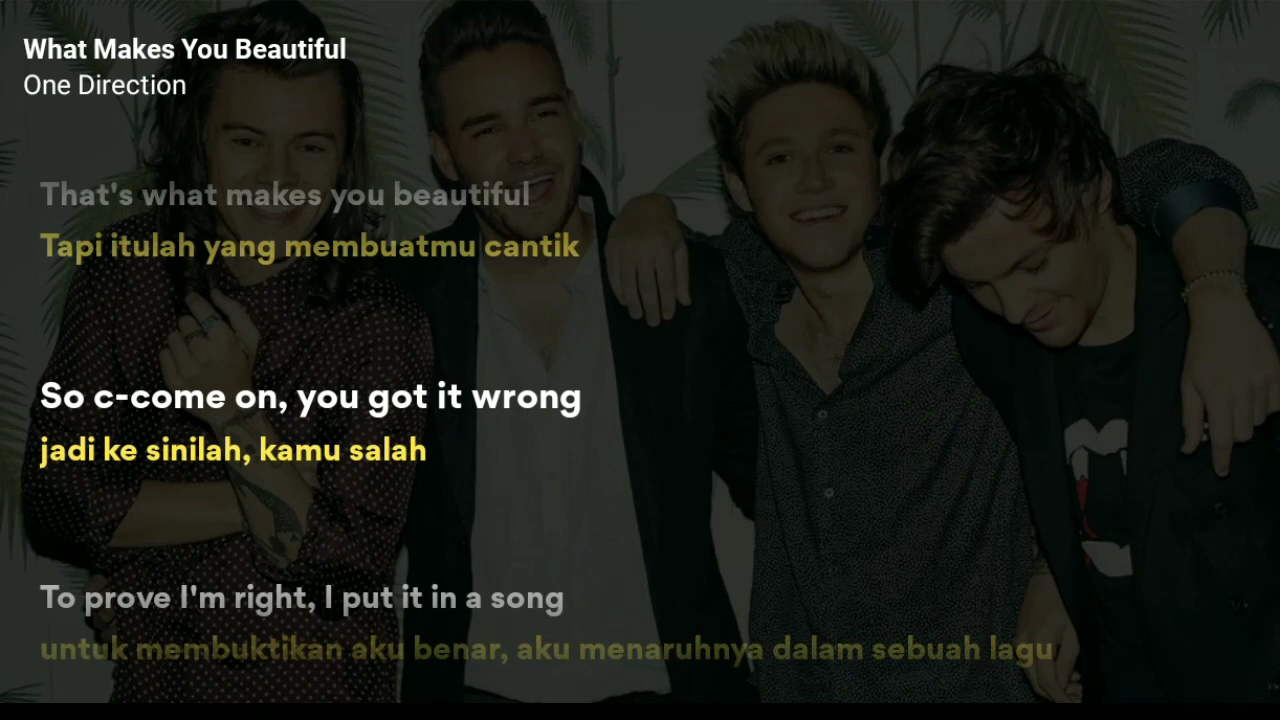 What Makes You Beautiful
One Direction
That's what makes you beautiful
Tapi itulah yang membuatmu cantik
So c-come on, you got it wrong
jadi ke sinilah, kamu salah
To prove I'm right, I put it in a song
untuk membuktikan aku benar, aku menaruhnya dalam sebuah lagu